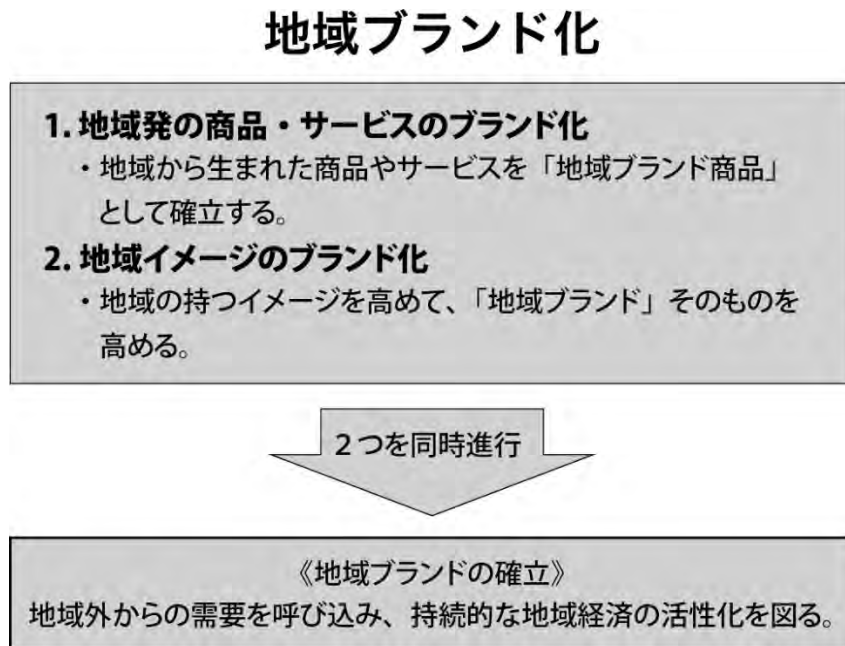 地域ブランド化
1. 地域発の商品・サービスのブランド化
・地域から生まれた商品やサービスを「地域ブランド商品」
として確立する。
2. 地域イメージのブランド化
・地域の持つイメージを高めて、「地域ブランド」そのものを
高める。
2つを同時進行
《地域ブランドの確立》
地域外からの需要を呼び込み、持続的な地域経済の活性化を図る。